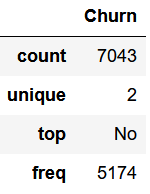 Churn
count 7043
unique 2
top No
freq 5174